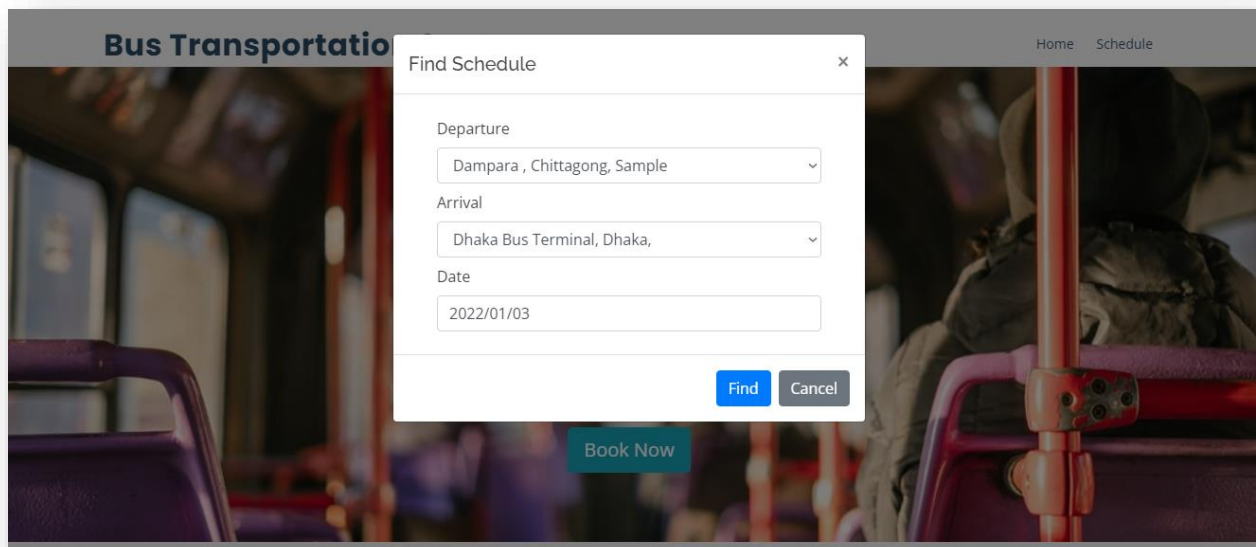 Bus Transportatio
Home Schedule
Find Schedule ×
Departure
Dampara , Chittagong, Sample
Arrival
Dhaka Bus Terminal, Dhaka,
Date
2022/01/03
Find Cancel
Book Now